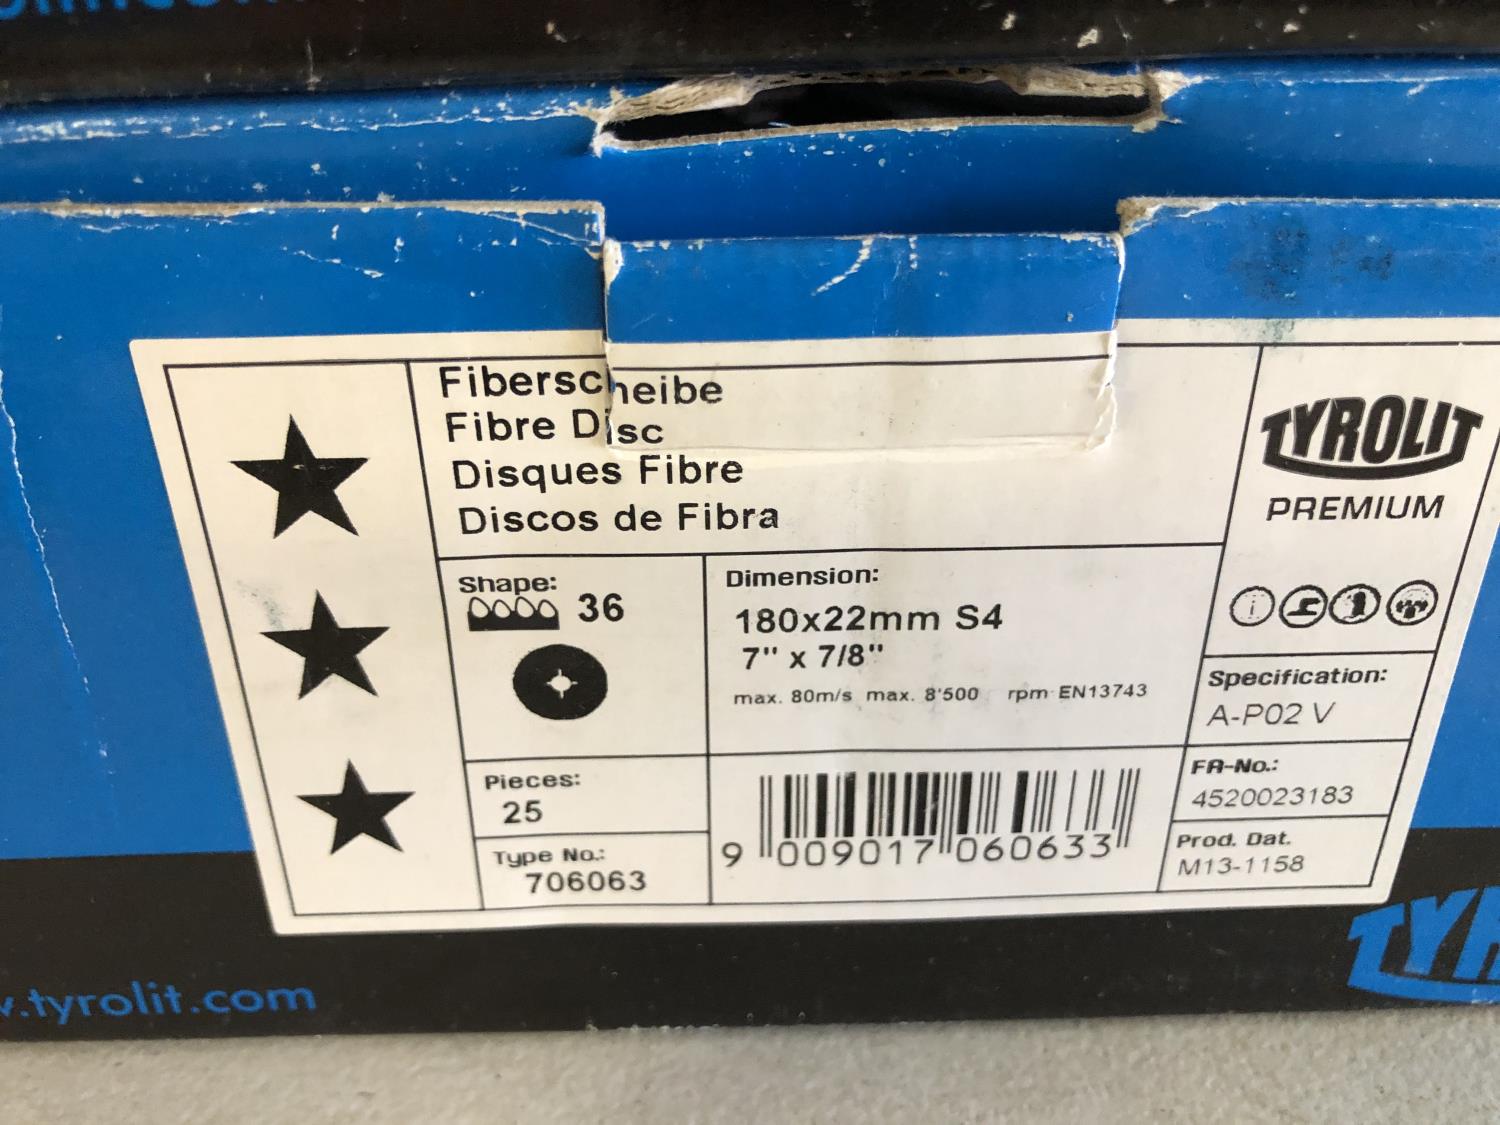 Fiberscheibe
Fibre Disc
Disques Fibre
Discos de Fibra
TYROLIT
PREMIUM
Shape:
36
Dimension:
180x22mm S4
7" x 7/8"
max. 80m/s max. 8'500 rpm EN13743
Specification:
A-P02 V
Pieces:
25
Type No.:
706063
9 009017 060633
FA-No.:
4520023183
Prod. Dat.
M13-1158
.tyrolit.com
TYR